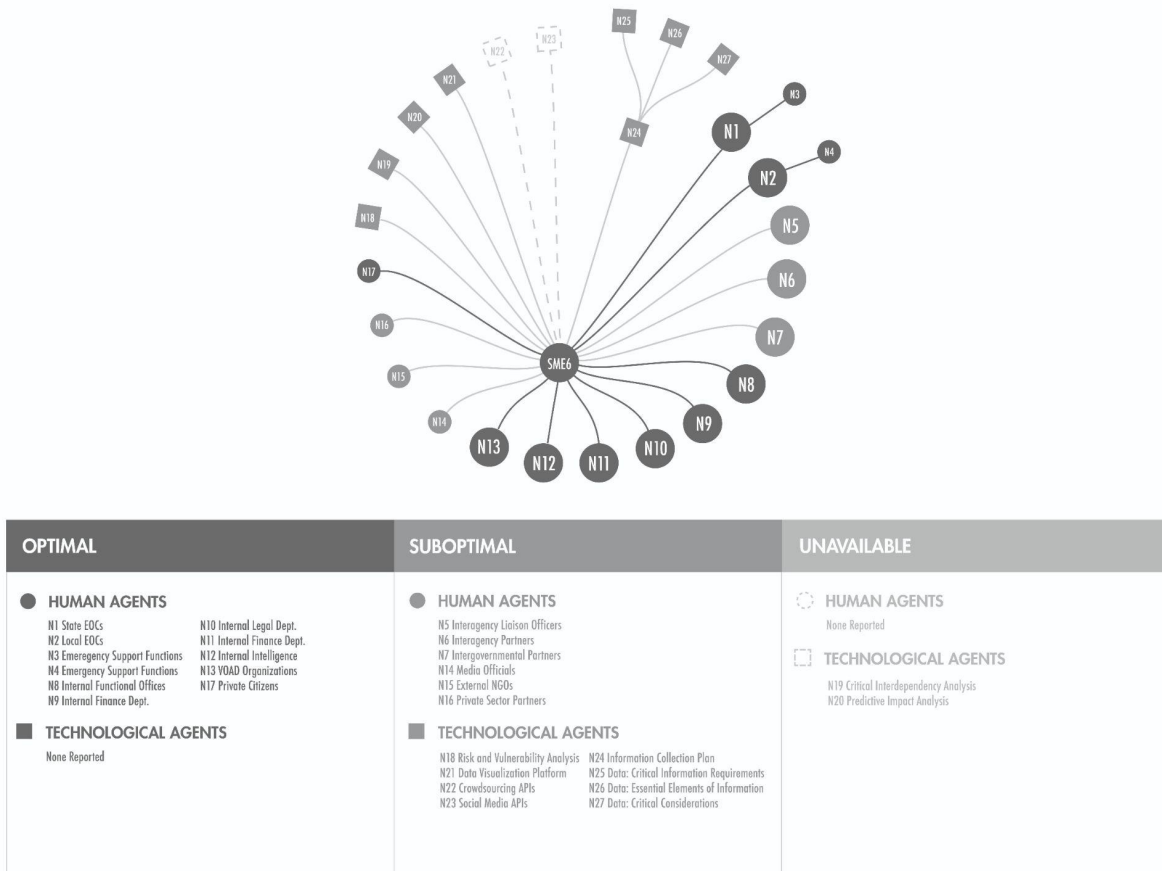 N25
N26
N27
N23
N22
N21
N20
N19
N18
N17
N16
N15
N14
N24
N3
N1
N4
N2
N5
N6
N7
N8
N9
N10
N11
N12
N13
SME6
OPTIMAL
HUMAN AGENTS
N1 State EOCs
N2 Local EOCs
N3 Emeregency Support Functions
N4 Emergency Support Functions
N8 Internal Functional Offices
N9 Internal Finance Dept.
N10 Internal Legal Dept.
N11 Internal Finance Dept.
N12 Internal Intelligence
N13 VOAD Organizations
N17 Private Citizens
TECHNOLOGICAL AGENTS
None Reported
SUBOPTIMAL
HUMAN AGENTS
N5 Interagency Liaison Officers
N6 Interagency Partners
N7 Intergovernmental Partners
N14 Media Officials
N15 External NGOs
N16 Private Sector Partners
TECHNOLOGICAL AGENTS
N18 Risk and Vulnerability Analysis
N21 Data Visualization Platform
N22 Crowdsourcing APIs
N23 Social Media APIs
N24 Information Collection Plan
N25 Data: Critical Information Requirements
N26 Data: Essential Elements of Information
N27 Data: Critical Considerations
UNAVAILABLE
HUMAN AGENTS
None Reported
TECHNOLOGICAL AGENTS
N19 Critical Interdependency Analysis
N20 Predictive Impact Analysis